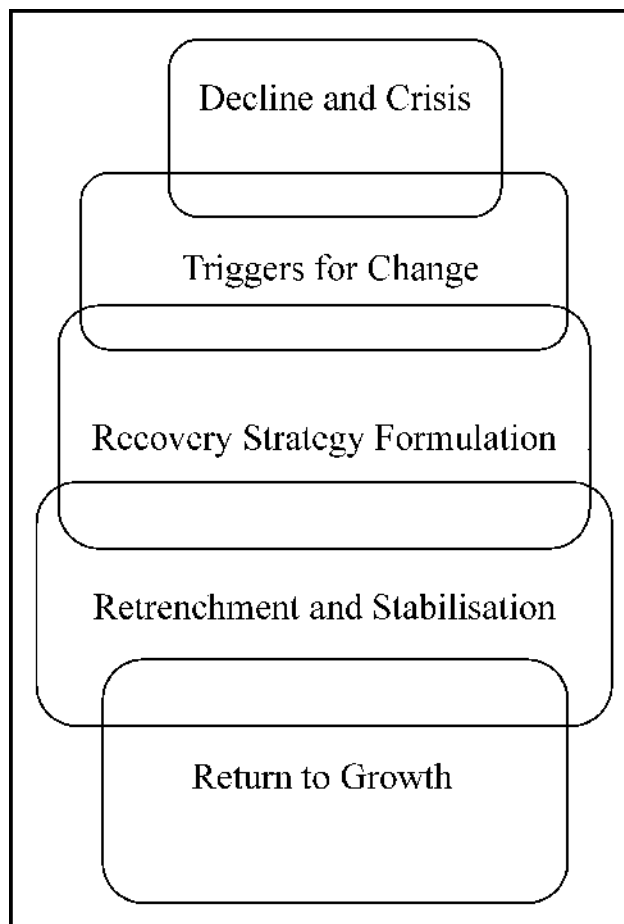 Decline and Crisis
Triggers for Change
Recovery Strategy Formulation
Retrenchment and Stabilisation
Return to Growth